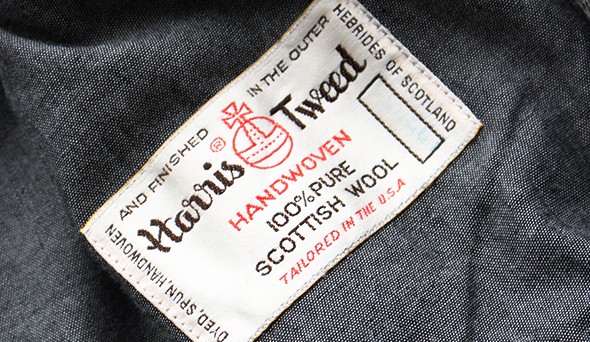 DYED, SPUN, HANDWOVEN AND FINISHED IN THE OUTER HEBRIDES OF SCOTLAND
Harris ® Tweed
HANDWOVEN
100% PURE
SCOTTISH WOOL
TAILORED IN THE U.S.A